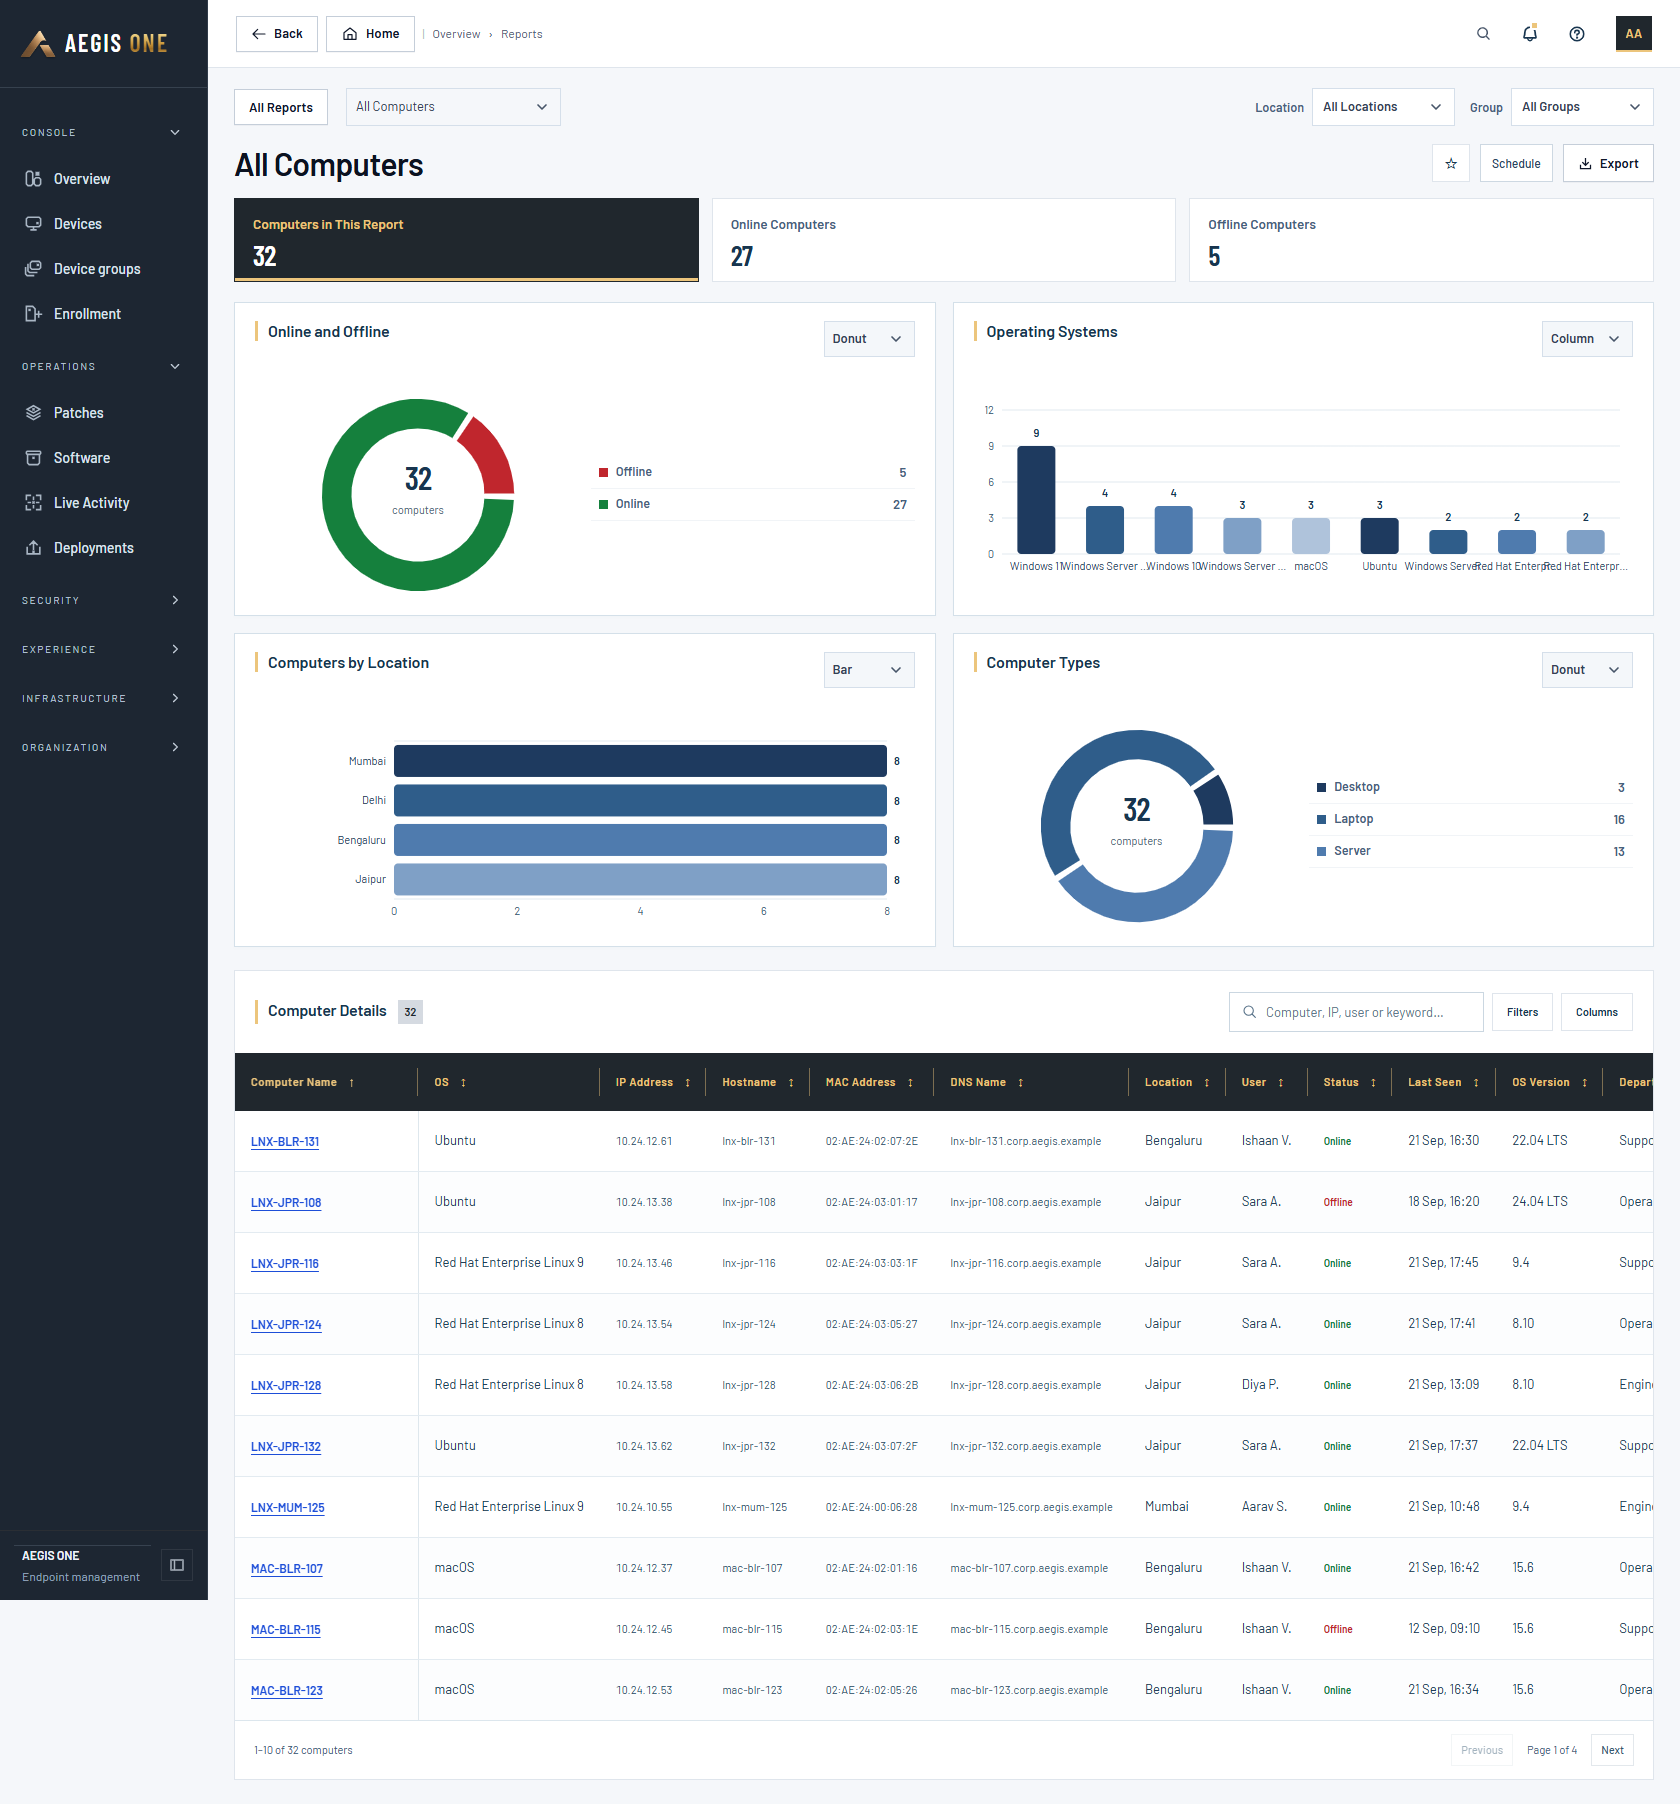 AEGIS ONE
Back
Home
Overview › Reports
AA
CONSOLE
Overview
Devices
Device groups
Enrollment
OPERATIONS
Patches
Software
Live Activity
Deployments
SECURITY
EXPERIENCE
INFRASTRUCTURE
ORGANIZATION
AEGIS ONE
Endpoint management
All Reports
All Computers
Location
All Locations
Group
All Groups
All Computers
Schedule
Export
Computers in This Report
32
Online Computers
27
Offline Computers
5
Online and Offline
Donut
32
computers
Offline 5
Online 27
Operating Systems
Column
12
9
6
3
0
9 4 4 3 3 3 2 2 2
Windows 11 Windows Server ... Windows 10 Windows Server ... macOS Ubuntu Windows Server Red Hat Enterpr... Red Hat Enterpr...
Computers by Location
Bar
Mumbai 8
Delhi 8
Bengaluru 8
Jaipur 8
0 2 4 6 8
Computer Types
Donut
32
computers
Desktop 3
Laptop 16
Server 13
Computer Details 32
Computer, IP, user or keyword...
Filters
Columns
Computer Name ↑ OS ↕ IP Address ↕ Hostname ↕ MAC Address ↕ DNS Name ↕ Location ↕ User ↕ Status ↕ Last Seen ↕ OS Version ↕ Depart
LNX-BLR-131 Ubuntu 10.24.12.61 lnx-blr-131 02:AE:24:02:07:2E lnx-blr-131.corp.aegis.example Bengaluru Ishaan V. Online 21 Sep, 16:30 22.04 LTS Suppo
LNX-JPR-108 Ubuntu 10.24.13.38 lnx-jpr-108 02:AE:24:03:01:17 lnx-jpr-108.corp.aegis.example Jaipur Sara A. Offline 18 Sep, 16:20 24.04 LTS Opera
LNX-JPR-116 Red Hat Enterprise Linux 9 10.24.13.46 lnx-jpr-116 02:AE:24:03:03:1F lnx-jpr-116.corp.aegis.example Jaipur Sara A. Online 21 Sep, 17:45 9.4 Suppo
LNX-JPR-124 Red Hat Enterprise Linux 8 10.24.13.54 lnx-jpr-124 02:AE:24:03:05:27 lnx-jpr-124.corp.aegis.example Jaipur Sara A. Online 21 Sep, 17:41 8.10 Opera
LNX-JPR-128 Red Hat Enterprise Linux 8 10.24.13.58 lnx-jpr-128 02:AE:24:03:06:2B lnx-jpr-128.corp.aegis.example Jaipur Diya P. Online 21 Sep, 13:09 8.10 Engin
LNX-JPR-132 Ubuntu 10.24.13.62 lnx-jpr-132 02:AE:24:03:07:2F lnx-jpr-132.corp.aegis.example Jaipur Sara A. Online 21 Sep, 17:37 22.04 LTS Suppo
LNX-MUM-125 Red Hat Enterprise Linux 9 10.24.10.55 lnx-mum-125 02:AE:24:00:06:28 lnx-mum-125.corp.aegis.example Mumbai Aarav S. Online 21 Sep, 10:48 9.4 Engin
MAC-BLR-107 macOS 10.24.12.37 mac-blr-107 02:AE:24:02:01:16 mac-blr-107.corp.aegis.example Bengaluru Ishaan V. Online 21 Sep, 16:42 15.6 Opera
MAC-BLR-115 macOS 10.24.12.45 mac-blr-115 02:AE:24:02:03:1E mac-blr-115.corp.aegis.example Bengaluru Ishaan V. Offline 12 Sep, 09:10 15.6 Suppo
MAC-BLR-123 macOS 10.24.12.53 mac-blr-123 02:AE:24:02:05:26 mac-blr-123.corp.aegis.example Bengaluru Ishaan V. Online 21 Sep, 16:34 15.6 Opera
1-10 of 32 computers
Previous
Page 1 of 4
Next